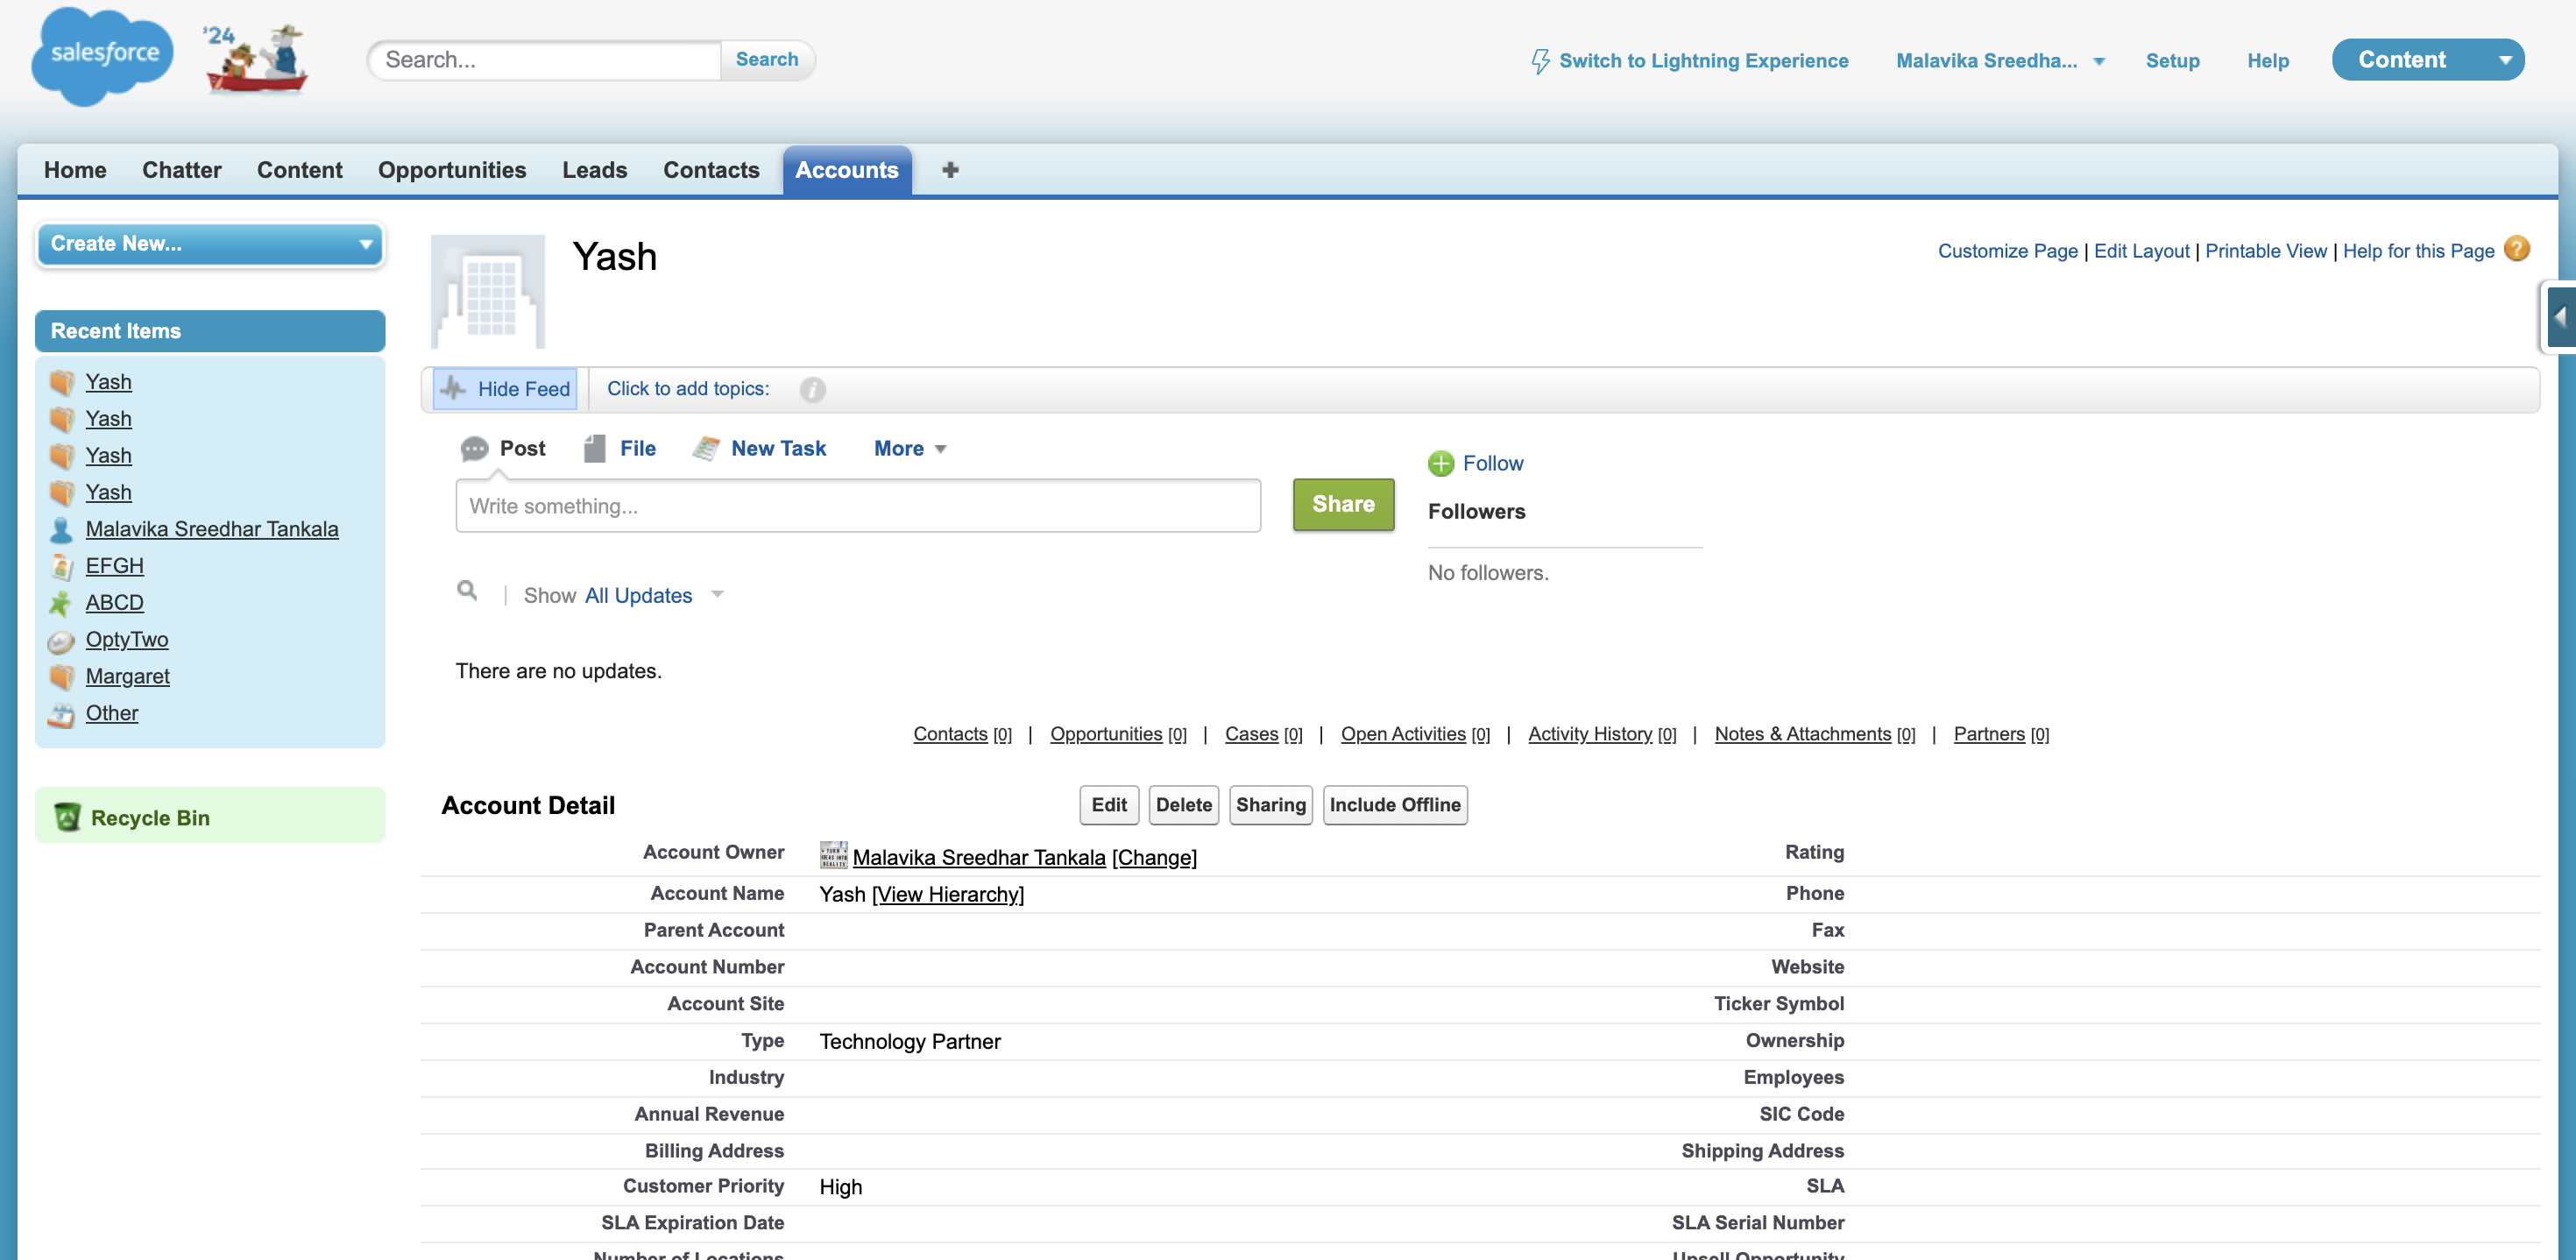 salesforce
'24
Search...
Search
Switch to Lightning Experience
Malavika Sreedha...
Setup
Help
Content
Home
Chatter
Content
Opportunities
Leads
Contacts
Accounts
Create New...
Recent Items
Yash
Yash
Yash
Yash
Malavika Sreedhar Tankala
EFGH
ABCD
OptyTwo
Margaret
Other
Recycle Bin
Yash
Customize Page | Edit Layout | Printable View | Help for this Page
Hide Feed
Click to add topics:
Post
File
New Task
More
Write something...
Share
Follow
Followers
No followers.
Show All Updates
There are no updates.
Contacts [0] | Opportunities [0] | Cases [0] | Open Activities [0] | Activity History [0] | Notes & Attachments [0] | Partners [0]
Account Detail
Edit
Delete
Sharing
Include Offline
Account Owner Malavika Sreedhar Tankala [Change] Rating
Account Name Yash [View Hierarchy] Phone
Parent Account Fax
Account Number Website
Account Site Ticker Symbol
Type Technology Partner Ownership
Industry Employees
Annual Revenue SIC Code
Billing Address Shipping Address
Customer Priority High SLA
SLA Expiration Date SLA Serial Number
Number of Locations Upsell Opportunity